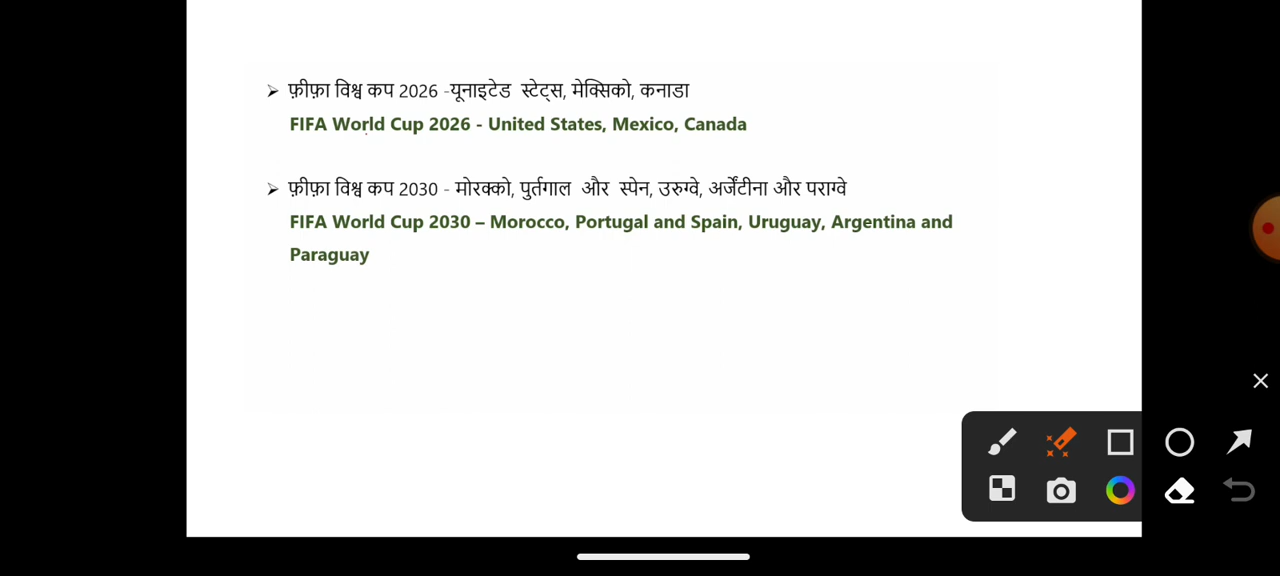 ➢ फ़ीफ़ा विश्व कप 2026 -यूनाइटेड स्टेट्स, मेक्सिको, कनाडा
FIFA World Cup 2026 - United States, Mexico, Canada
➢ फ़ीफ़ा विश्व कप 2030 - मोरक्को, पुर्तगाल और स्पेन, उरुग्वे, अर्जेंटीना और पराग्वे
FIFA World Cup 2030 – Morocco, Portugal and Spain, Uruguay, Argentina and
Paraguay